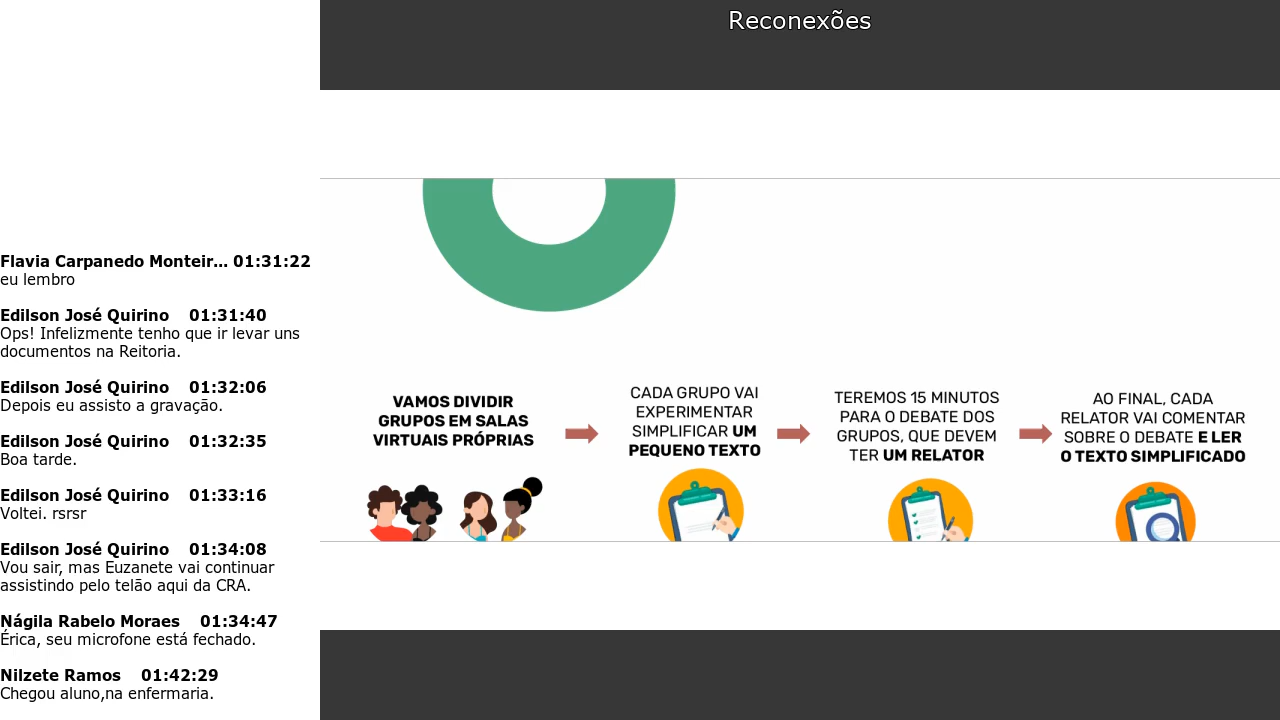 Reconexões
Flavia Carpanedo Monteir... 01:31:22
eu lembro
Edilson José Quirino 01:31:40
Ops! Infelizmente tenho que ir levar uns
documentos na Reitoria.
Edilson José Quirino 01:32:06
Depois eu assisto a gravação.
Edilson José Quirino 01:32:35
Boa tarde.
Edilson José Quirino 01:33:16
Voltei. rsrsr
Edilson José Quirino 01:34:08
Vou sair, mas Euzanete vai continuar
assistindo pelo telão aqui da CRA.
Nágila Rabelo Moraes 01:34:47
Érica, seu microfone está fechado.
Nilzete Ramos 01:42:29
Chegou aluno,na enfermaria.
VAMOS DIVIDIR
GRUPOS EM SALAS
VIRTUAIS PRÓPRIAS
CADA GRUPO VAI
EXPERIMENTAR
SIMPLIFICAR UM
PEQUENO TEXTO
TEREMOS 15 MINUTOS
PARA O DEBATE DOS
GRUPOS, QUE DEVEM
TER UM RELATOR
AO FINAL, CADA
RELATOR VAI COMENTAR
SOBRE O DEBATE E LER
O TEXTO SIMPLIFICADO